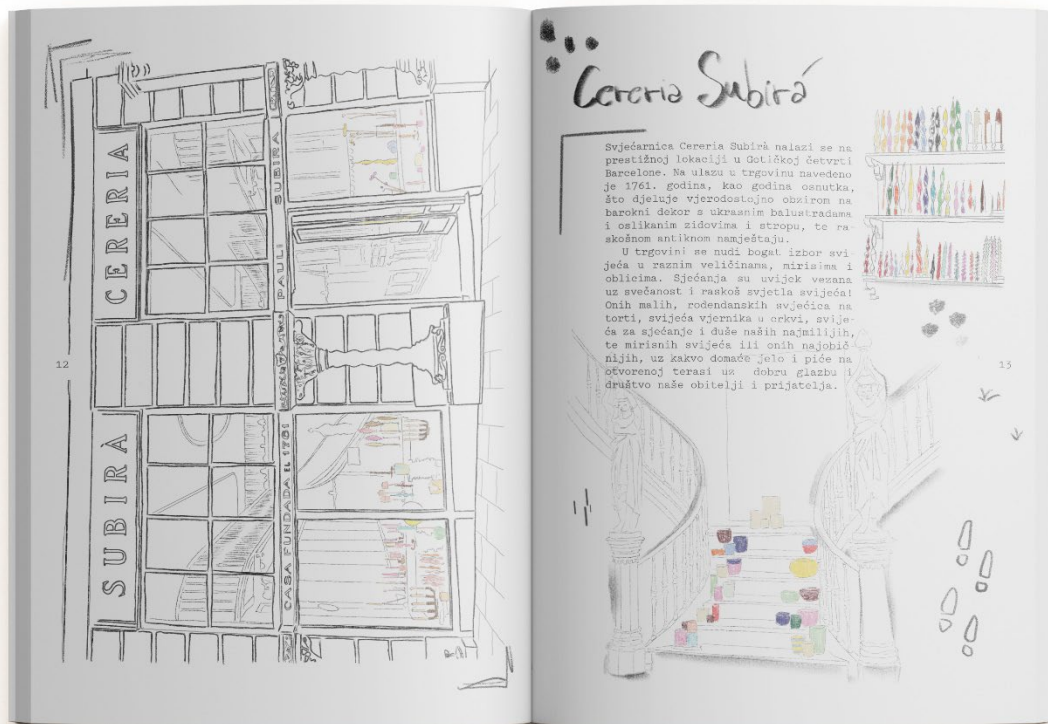 SUBIRÀ CERERIA
CASA FUNDADA EL 1761 PAULI SUBIRÀ
12
Cereria Subirá
Svjećarnica Cereria Subirà nalazi se na
prestižnoj lokaciji u Gotičkoj četvrti
Barcelone. Na ulazu u trgovinu navedeno
je 1761. godina, kao godina osnutka,
što djeluje vjerodostojno obzirom na
barokni dekor s ukrasnim balustradama
i oslikanim zidovima i stropu, te ra-
skošnom antiknom namještaju.
U trgovini se nudi bogat izbor svi-
jeća u raznim veličinama, mirisima i
oblicima. Sjećanja su uvijek vezana
uz svečanost i raskoš svjetla svijeća!
Onih malih, rođendanskih svjećica na
torti, svijeća vjernika u crkvi, svije-
ća za sjećanje i duše naših najmilijih,
te mirisnih svijeća ili onih najobič-
nijih, uz kakvo domaće jelo i piće na
otvorenoj terasi uz dobru glazbu i
društvo naše obitelji i prijatelja.
13